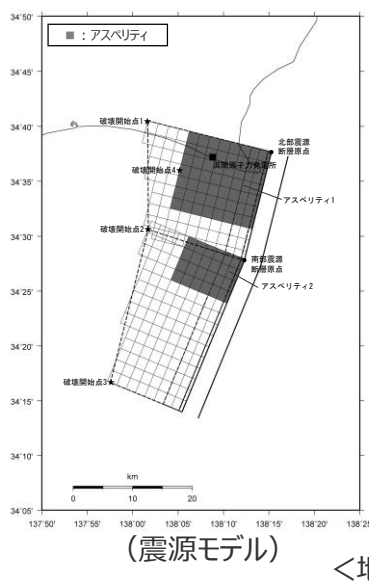 ■ : アスペリティ
34˚50'
34˚45'
34˚40'
34˚35'
34˚30'
34˚25'
34˚20'
34˚15'
34˚10'
34˚05'
破壊開始点1
北部震源
断層原点
浜岡原子力発電所
破壊開始点4
アスペリティ1
破壊開始点2
南部震源
断層原点
アスペリティ2
破壊開始点3
km
0 10 20
137˚50' 137˚55' 138˚00' 138˚05' 138˚10' 138˚15' 138˚20' 138˚25'
(震源モデル)
<地